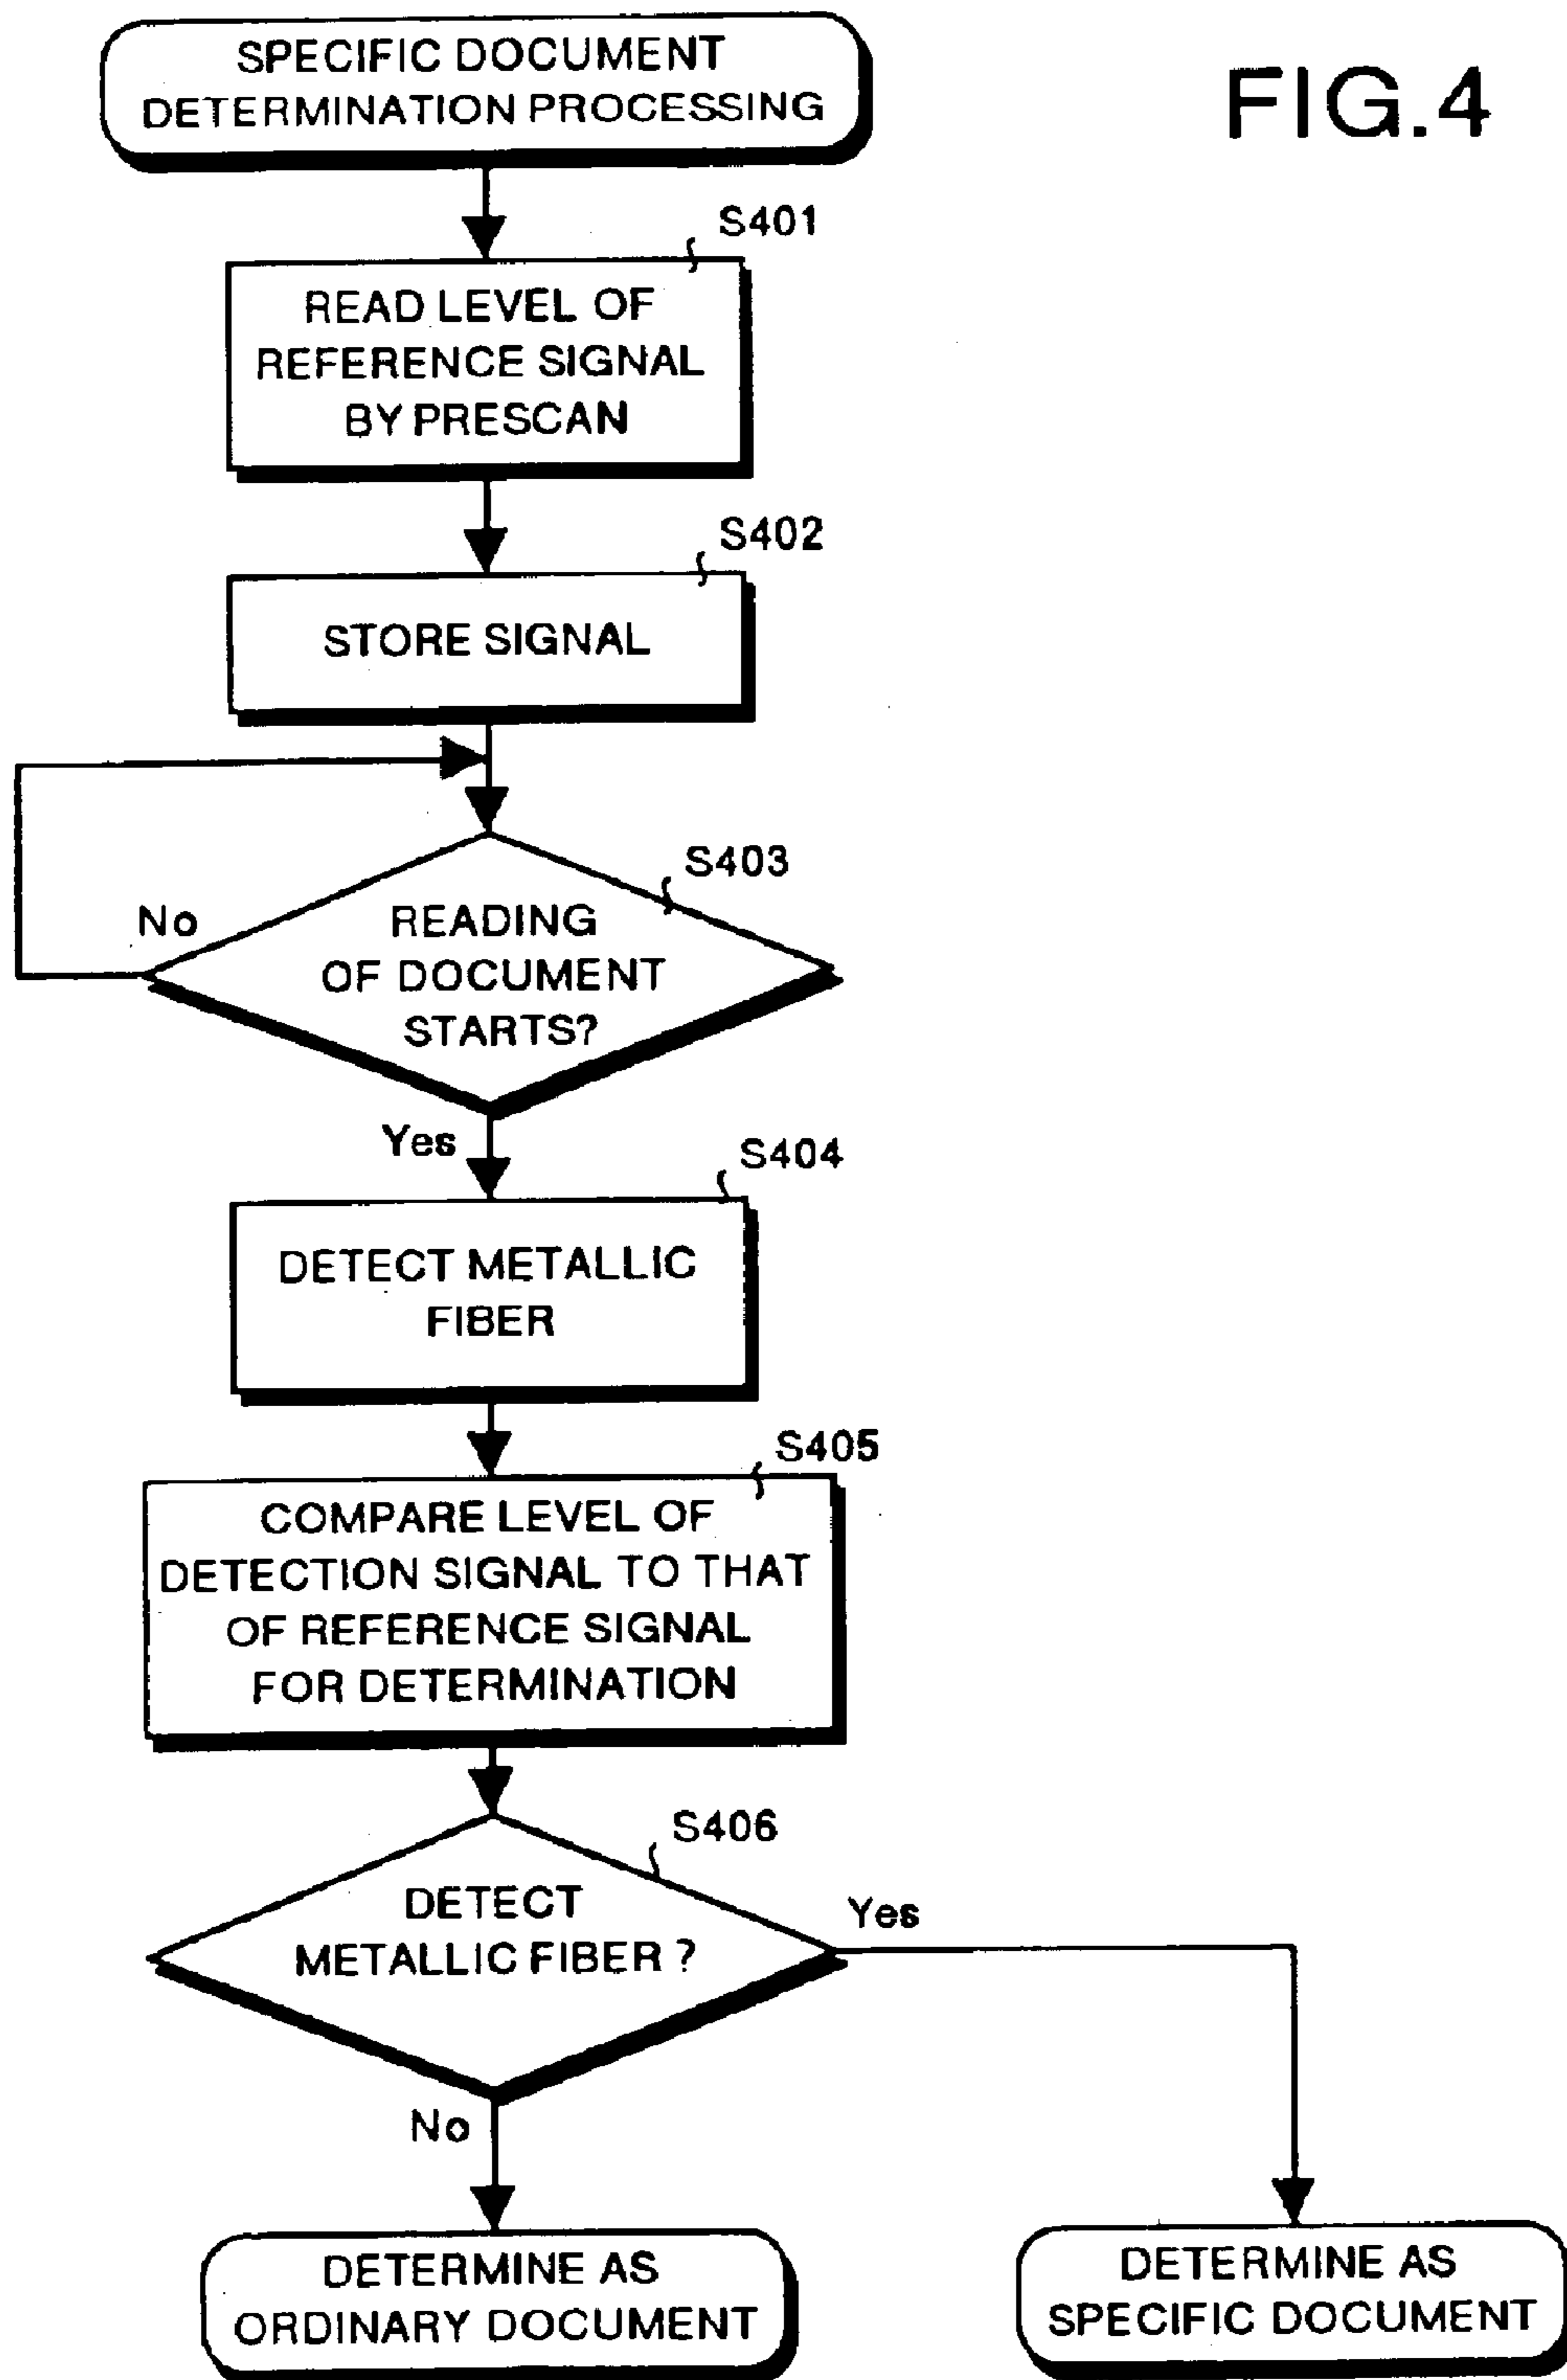 FIG.4
SPECIFIC DOCUMENT
DETERMINATION PROCESSING
S401
READ LEVEL OF
REFERENCE SIGNAL
BY PRESCAN
S402
STORE SIGNAL
S403
No
READING
OF DOCUMENT
STARTS?
Yes
S404
DETECT METALLIC
FIBER
S405
COMPARE LEVEL OF
DETECTION SIGNAL TO THAT
OF REFERENCE SIGNAL
FOR DETERMINATION
S406
DETECT
METALLIC FIBER ?
Yes
No
DETERMINE AS
ORDINARY DOCUMENT
DETERMINE AS
SPECIFIC DOCUMENT